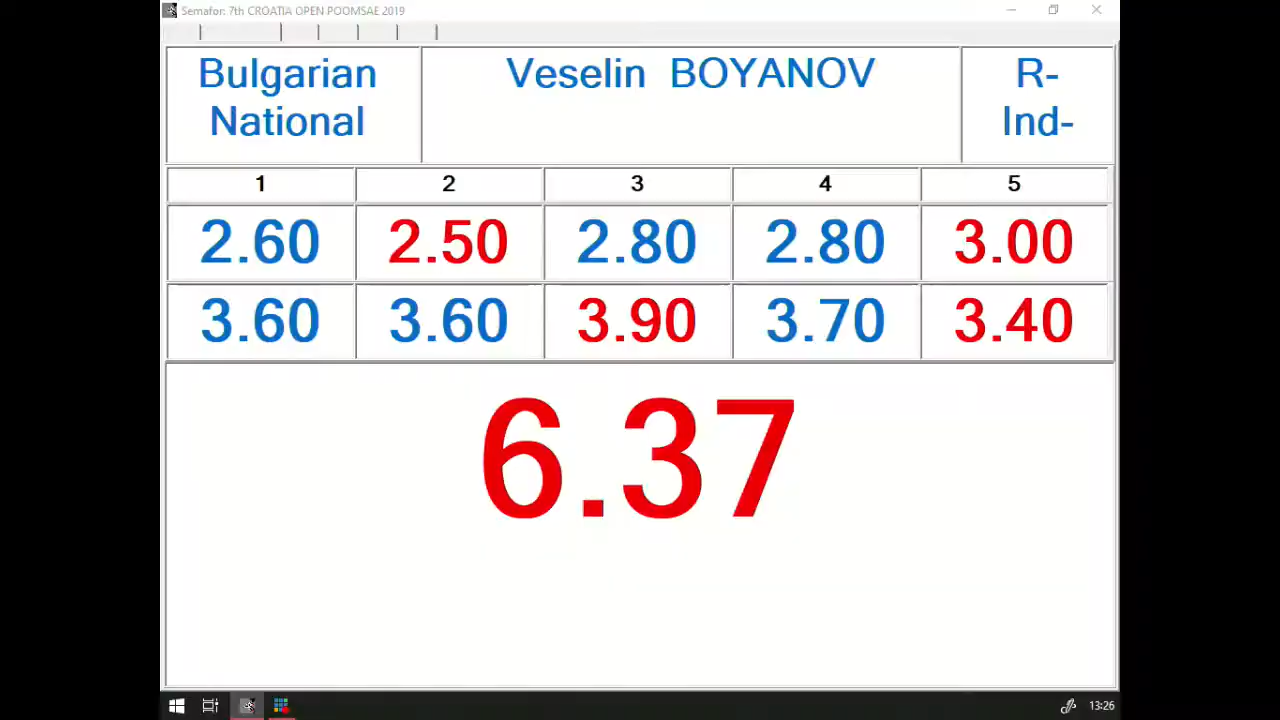 Semafor: 7th CROATIA OPEN POOMSAE 2019
Bulgarian
National
Veselin BOYANOV
R-
Ind-
1 2 3 4 5
2.60 2.50 2.80 2.80 3.00
3.60 3.60 3.90 3.70 3.40
6.37
13:26